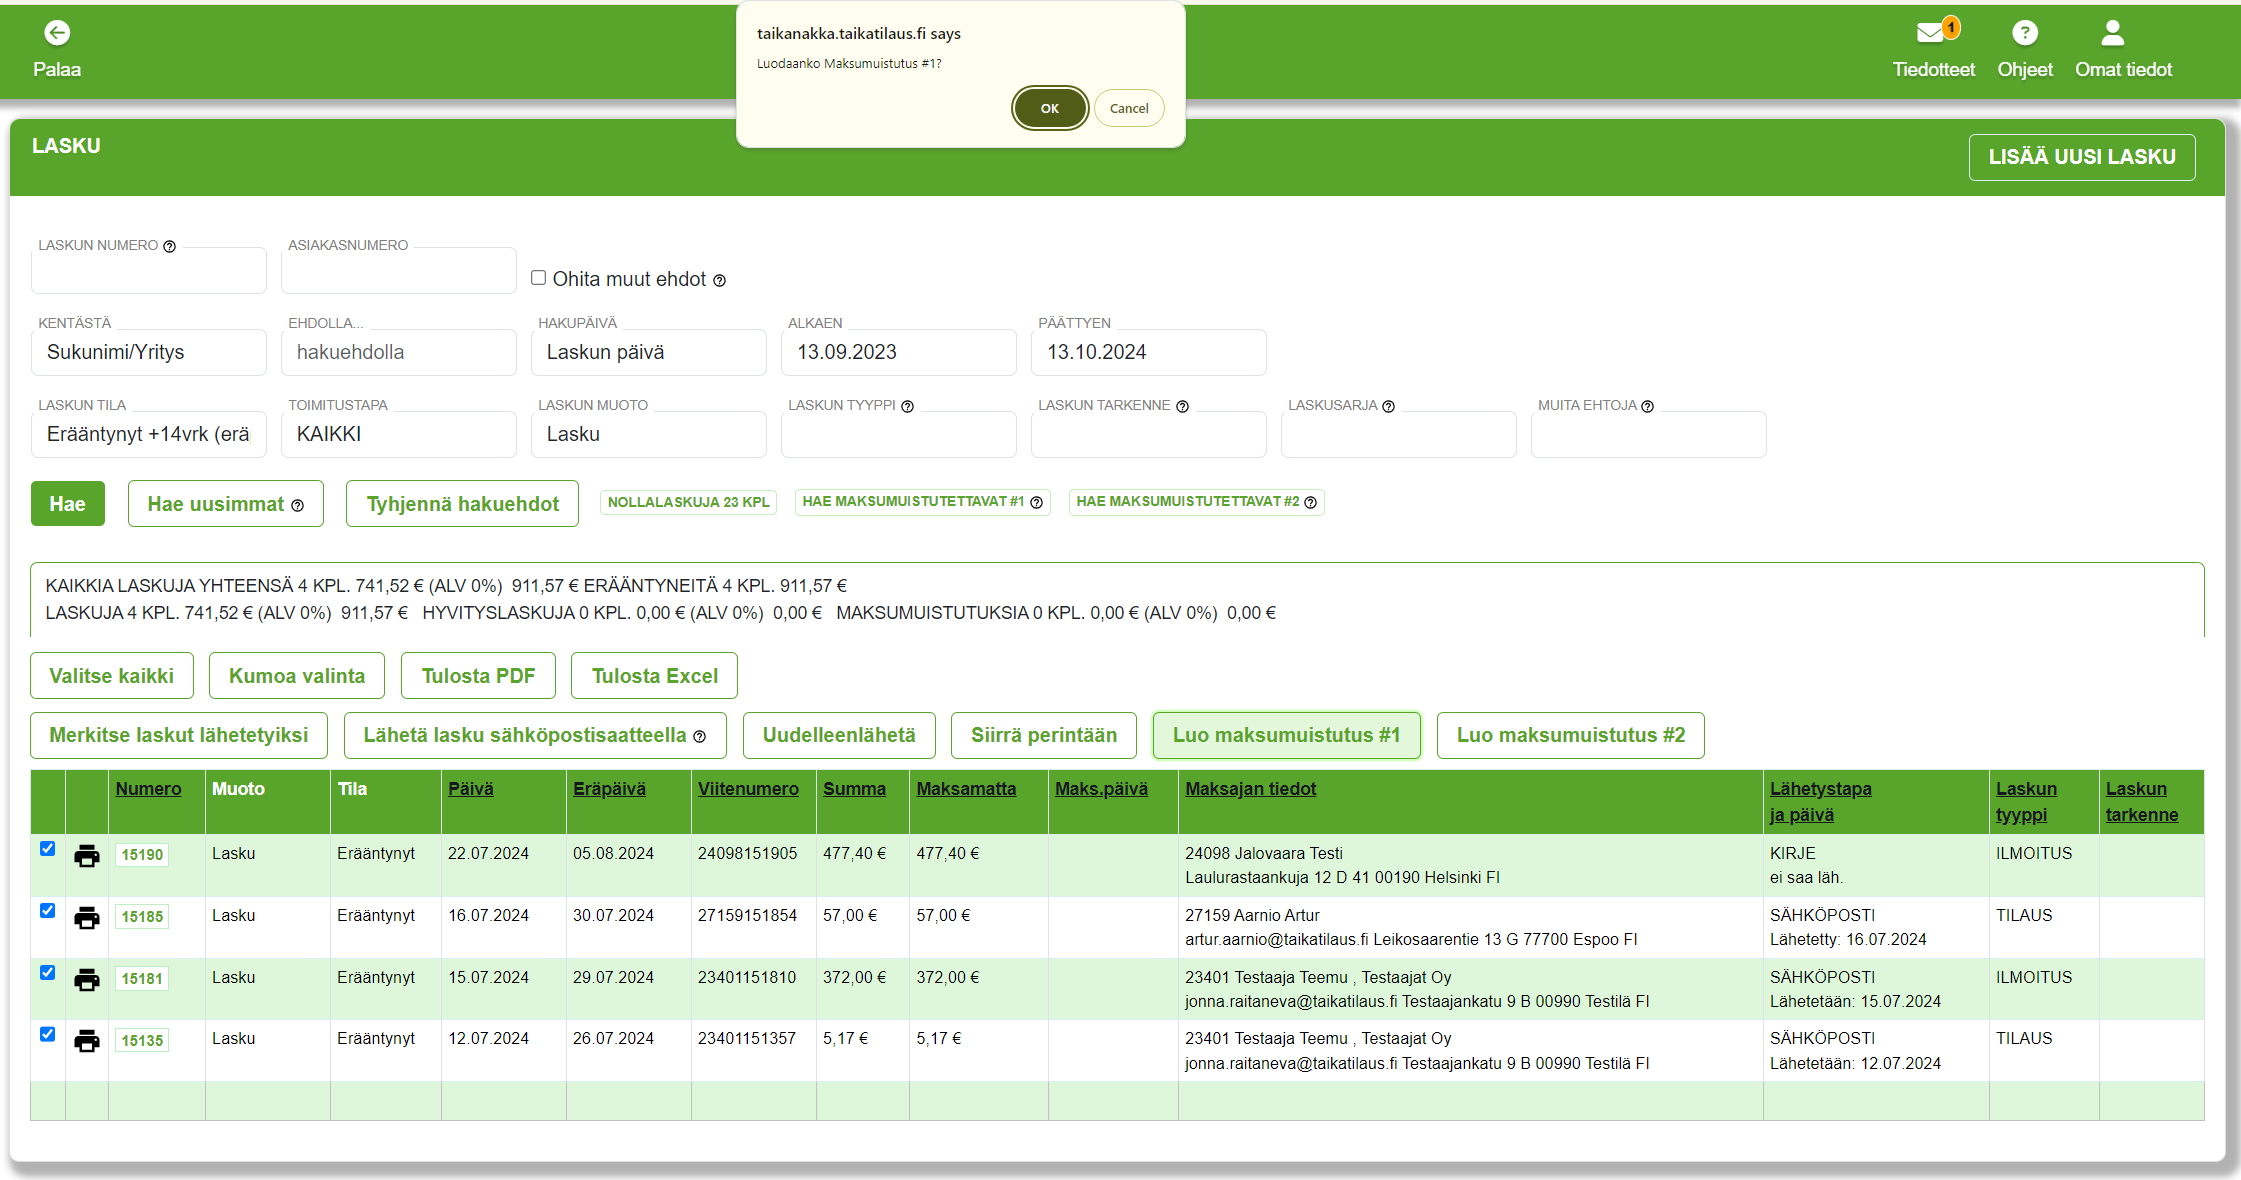 Palaa
taikanakka.taikatilaus.fi says
Luodaanko Maksumuistutus #1?
OK
Cancel
1
Tiedotteet
Ohjeet
Omat tiedot
LASKU
LISÄÄ UUSI LASKU
LASKUN NUMERO
ASIAKASNUMERO
Ohita muut ehdot
KENTÄSTÄ
EHDOLLA...
HAKUPÄIVÄ
ALKAEN
PÄÄTTYEN
Sukunimi/Yritys
hakuehdolla
Laskun päivä
13.09.2023
13.10.2024
LASKUN TILA
TOIMITUSTAPA
LASKUN MUOTO
LASKUN TYYPPI
LASKUN TARKENNE
LASKUSARJA
MUITA EHTOJA
Erääntynyt +14vrk (erä
KAIKKI
Lasku
Hae
Hae uusimmat
Tyhjennä hakuehdot
NOLLALASKUJA 23 KPL
HAE MAKSUMUISTUTETTAVAT #1
HAE MAKSUMUISTUTETTAVAT #2
KAIKKIA LASKUJA YHTEENSÄ 4 KPL. 741,52 € (ALV 0%) 911,57 € ERÄÄNTYNEITÄ 4 KPL. 911,57 €
LASKUJA 4 KPL. 741,52 € (ALV 0%) 911,57 € HYVITYSLASKUJA 0 KPL. 0,00 € (ALV 0%) 0,00 € MAKSUMUISTUTUKSIA 0 KPL. 0,00 € (ALV 0%) 0,00 €
Valitse kaikki
Kumoa valinta
Tulosta PDF
Tulosta Excel
Merkitse laskut lähetetyiksi
Lähetä lasku sähköpostisaatteella
Uudelleenlähetä
Siirrä perintään
Luo maksumuistutus #1
Luo maksumuistutus #2
Numero Muoto Tila Päivä Eräpäivä Viitenumero Summa Maksamatta Maks.päivä Maksajan tiedot Lähetystapa Laskun Laskun
ja päivä tyyppi tarkenne
15190 Lasku Erääntynyt 22.07.2024 05.08.2024 24098151905 477,40 € 477,40 € 24098 Jalovaara Testi KIRJE ILMOITUS
Laulurastaankuja 12 D 41 00190 Helsinki FI ei saa läh.
15185 Lasku Erääntynyt 16.07.2024 30.07.2024 27159151854 57,00 € 57,00 € 27159 Aarnio Artur SÄHKÖPOSTI TILAUS
artur.aarnio@taikatilaus.fi Leikosaarentie 13 G 77700 Espoo FI Lähetetty: 16.07.2024
15181 Lasku Erääntynyt 15.07.2024 29.07.2024 23401151810 372,00 € 372,00 € 23401 Testaaja Teemu , Testaajat Oy SÄHKÖPOSTI ILMOITUS
jonna.raitaneva@taikatilaus.fi Testaajankatu 9 B 00990 Testilä FI Lähetetään: 15.07.2024
15135 Lasku Erääntynyt 12.07.2024 26.07.2024 23401151357 5,17 € 5,17 € 23401 Testaaja Teemu , Testaajat Oy SÄHKÖPOSTI TILAUS
jonna.raitaneva@taikatilaus.fi Testaajankatu 9 B 00990 Testilä FI Lähetetään: 12.07.2024